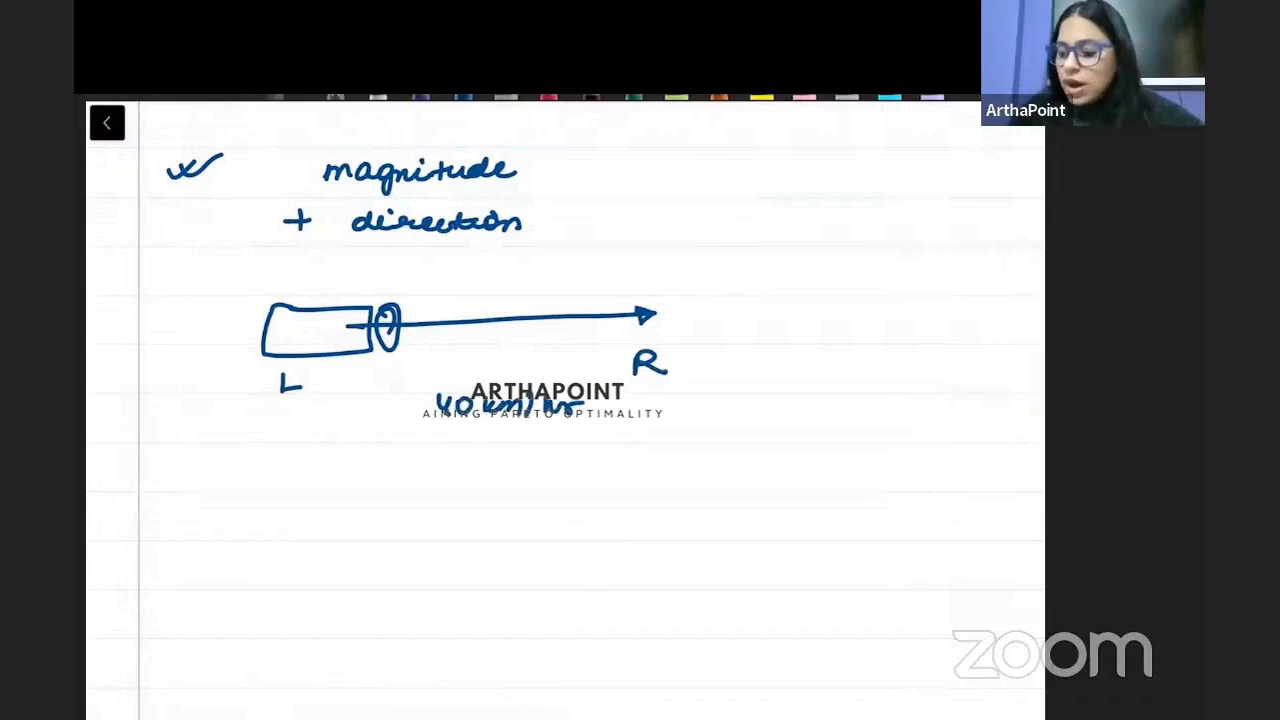 ArthaPoint
magnitude
+ direction
R
L
ARTHAPOINT
40 km/hr
AIMING PARETO OPTIMALITY
zoom